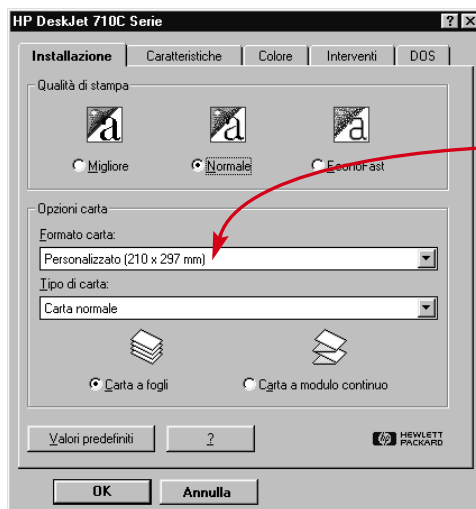 HP DeskJet 710C Serie
Installazione Caratteristiche Colore Interventi DOS
Qualità di stampa
Migliore Normale EconoFast
Opzioni carta
Formato carta:
Personalizzato (210 x 297 mm)
Tipo di carta:
Carta normale
Carta a fogli Carta a modulo continuo
Valori predefiniti ? hp HEWLETT
PACKARD
OK Annulla